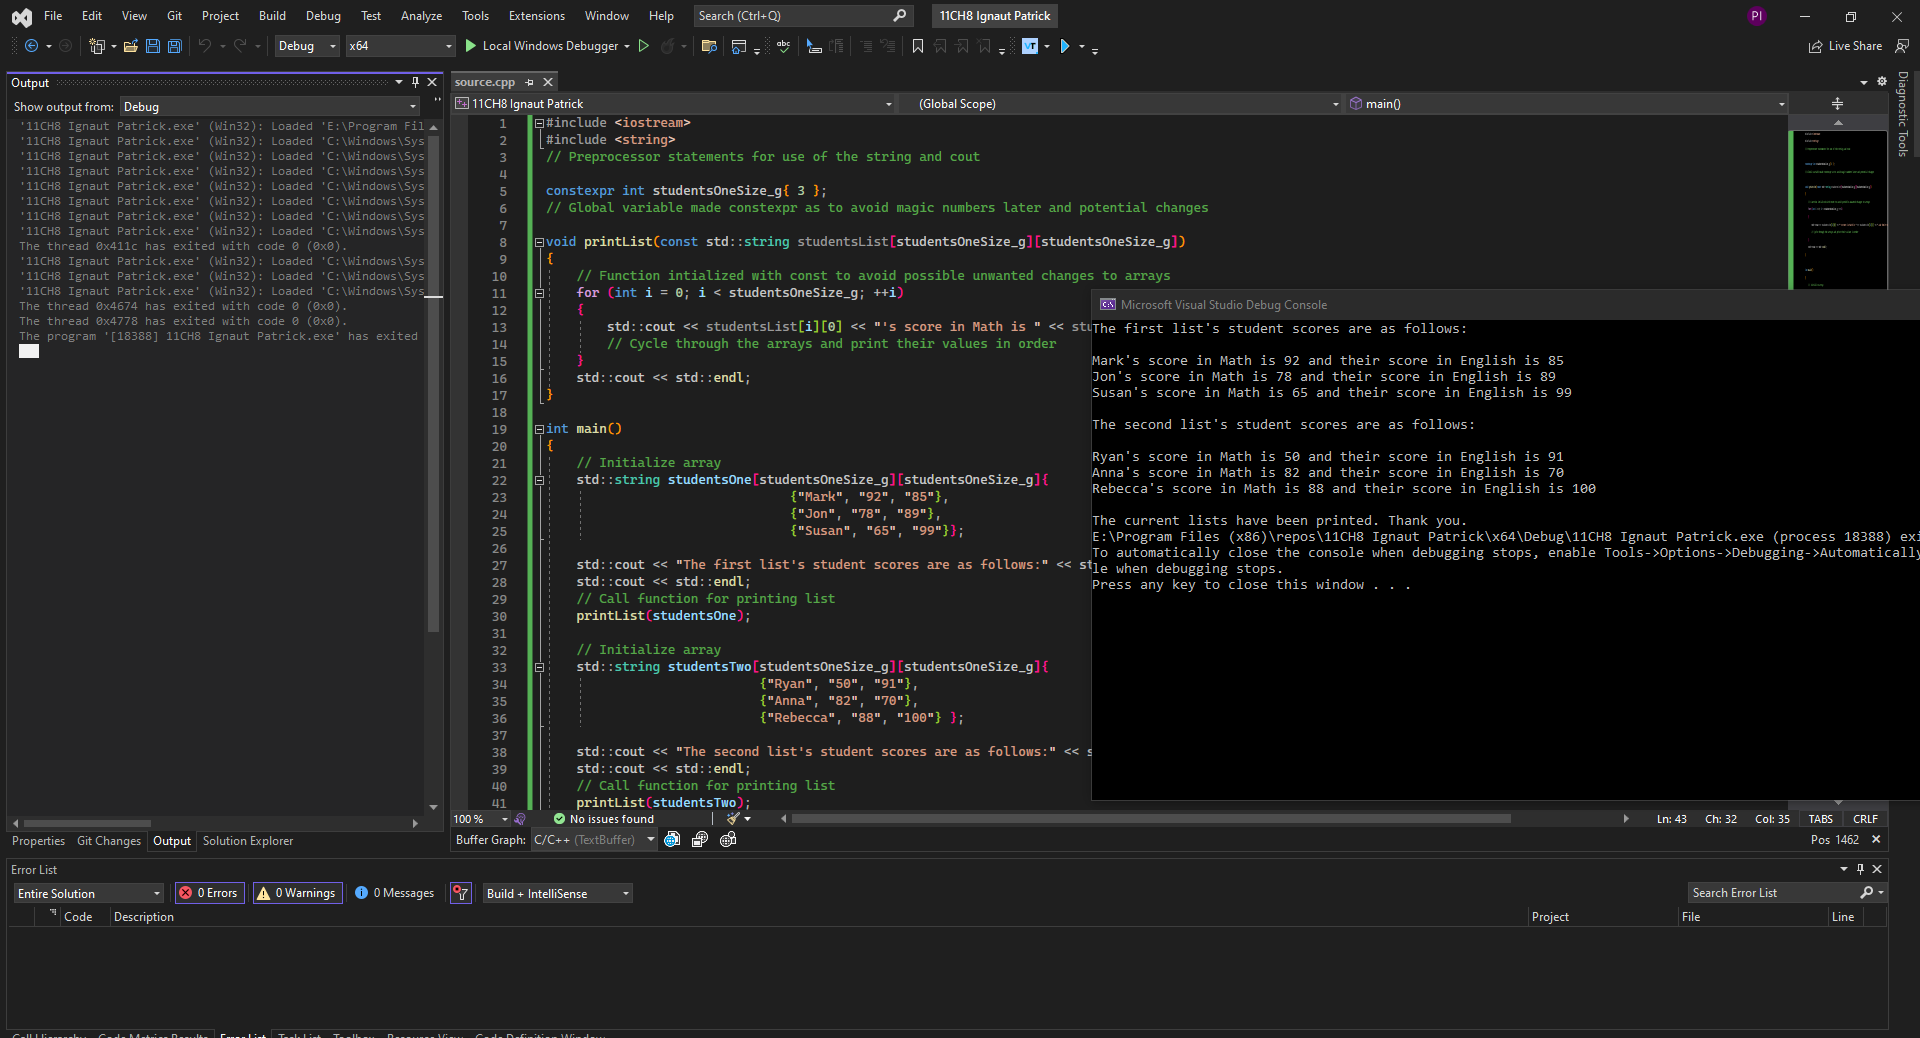 File Edit View Git Project Build Debug Test Analyze Tools Extensions Window Help Search (Ctrl+Q) 11CH8 Ignaut Patrick PI
Debug x64 Local Windows Debugger Live Share
Output
Show output from: Debug
'11CH8 Ignaut Patrick.exe' (Win32): Loaded 'E:\Program Fil
'11CH8 Ignaut Patrick.exe' (Win32): Loaded 'C:\Windows\Sys
'11CH8 Ignaut Patrick.exe' (Win32): Loaded 'C:\Windows\Sys
'11CH8 Ignaut Patrick.exe' (Win32): Loaded 'C:\Windows\Sys
'11CH8 Ignaut Patrick.exe' (Win32): Loaded 'C:\Windows\Sys
'11CH8 Ignaut Patrick.exe' (Win32): Loaded 'C:\Windows\Sys
'11CH8 Ignaut Patrick.exe' (Win32): Loaded 'C:\Windows\Sys
'11CH8 Ignaut Patrick.exe' (Win32): Loaded 'C:\Windows\Sys
The thread 0x411c has exited with code 0 (0x0).
'11CH8 Ignaut Patrick.exe' (Win32): Loaded 'C:\Windows\Sys
'11CH8 Ignaut Patrick.exe' (Win32): Loaded 'C:\Windows\Sys
'11CH8 Ignaut Patrick.exe' (Win32): Loaded 'C:\Windows\Sys
The thread 0x4674 has exited with code 0 (0x0).
The thread 0x4778 has exited with code 0 (0x0).
The program '[18388] 11CH8 Ignaut Patrick.exe' has exited
Properties Git Changes Output Solution Explorer
source.cpp
11CH8 Ignaut Patrick (Global Scope) main()
1 #include <iostream>
2 #include <string>
3 // Preprocessor statements for use of the string and cout
4
5 constexpr int studentsOneSize_g{ 3 };
6 // Global variable made constexpr as to avoid magic numbers later and potential changes
7
8 void printList(const std::string studentsList[studentsOneSize_g][studentsOneSize_g])
9 {
10 // Function intialized with const to avoid possible unwanted changes to arrays
11 for (int i = 0; i < studentsOneSize_g; ++i)
12 {
13 std::cout << studentsList[i][0] << "'s score in Math is " << stu
14 // Cycle through the arrays and print their values in order
15 }
16 std::cout << std::endl;
17 }
18
19 int main()
20 {
21 // Initialize array
22 std::string studentsOne[studentsOneSize_g][studentsOneSize_g]{
23 {"Mark", "92", "85"},
24 {"Jon", "78", "89"},
25 {"Susan", "65", "99"}};
26
27 std::cout << "The first list's student scores are as follows:" << st
28 std::cout << std::endl;
29 // Call function for printing list
30 printList(studentsOne);
31
32 // Initialize array
33 std::string studentsTwo[studentsOneSize_g][studentsOneSize_g]{
34 {"Ryan", "50", "91"},
35 {"Anna", "82", "70"},
36 {"Rebecca", "88", "100"} };
37
38 std::cout << "The second list's student scores are as follows:" << s
39 std::cout << std::endl;
40 // Call function for printing list
41 printList(studentsTwo);
Microsoft Visual Studio Debug Console
The first list's student scores are as follows:
Mark's score in Math is 92 and their score in English is 85
Jon's score in Math is 78 and their score in English is 89
Susan's score in Math is 65 and their score in English is 99
The second list's student scores are as follows:
Ryan's score in Math is 50 and their score in English is 91
Anna's score in Math is 82 and their score in English is 70
Rebecca's score in Math is 88 and their score in English is 100
The current lists have been printed. Thank you.
E:\Program Files (x86)\repos\11CH8 Ignaut Patrick\x64\Debug\11CH8 Ignaut Patrick.exe (process 18388) exi
To automatically close the console when debugging stops, enable Tools->Options->Debugging->Automatically
le when debugging stops.
Press any key to close this window . . .
Diagnostic Tools
100 % No issues found Ln: 43 Ch: 32 Col: 35 TABS CRLF
Buffer Graph: C/C++ (TextBuffer) Pos 1462
Error List
Entire Solution 0 Errors 0 Warnings 0 Messages Build + IntelliSense Search Error List
Code Description Project File Line
Call Hierarchy Code Metrics Results Error List Task List Toolbox Resource View Code Definition Window